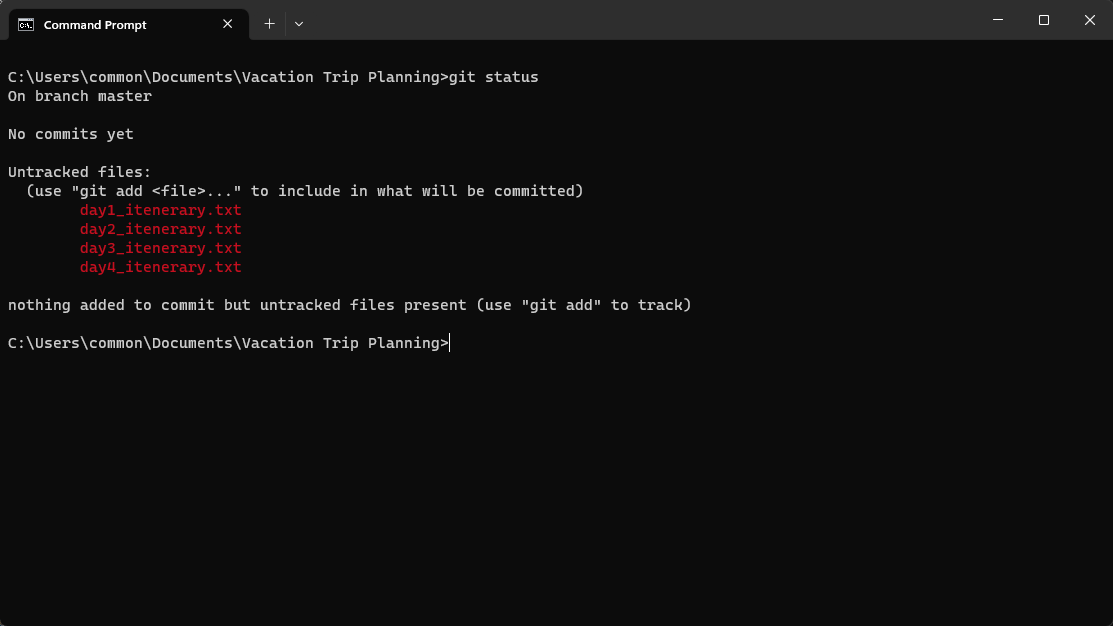 Command Prompt
C:\Users\common\Documents\Vacation Trip Planning>git status
On branch master
No commits yet
Untracked files:
(use "git add <file>..." to include in what will be committed)
day1_itenerary.txt
day2_itenerary.txt
day3_itenerary.txt
day4_itenerary.txt
nothing added to commit but untracked files present (use "git add" to track)
C:\Users\common\Documents\Vacation Trip Planning>